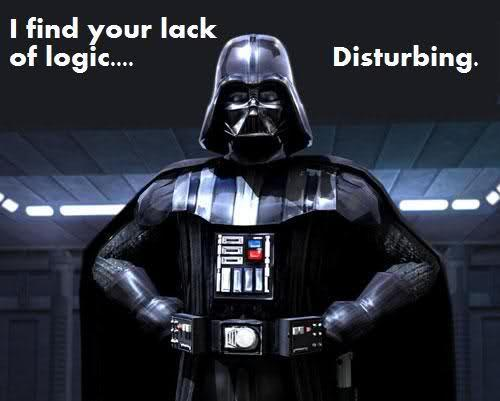 I find your lack
of logic....
Disturbing.